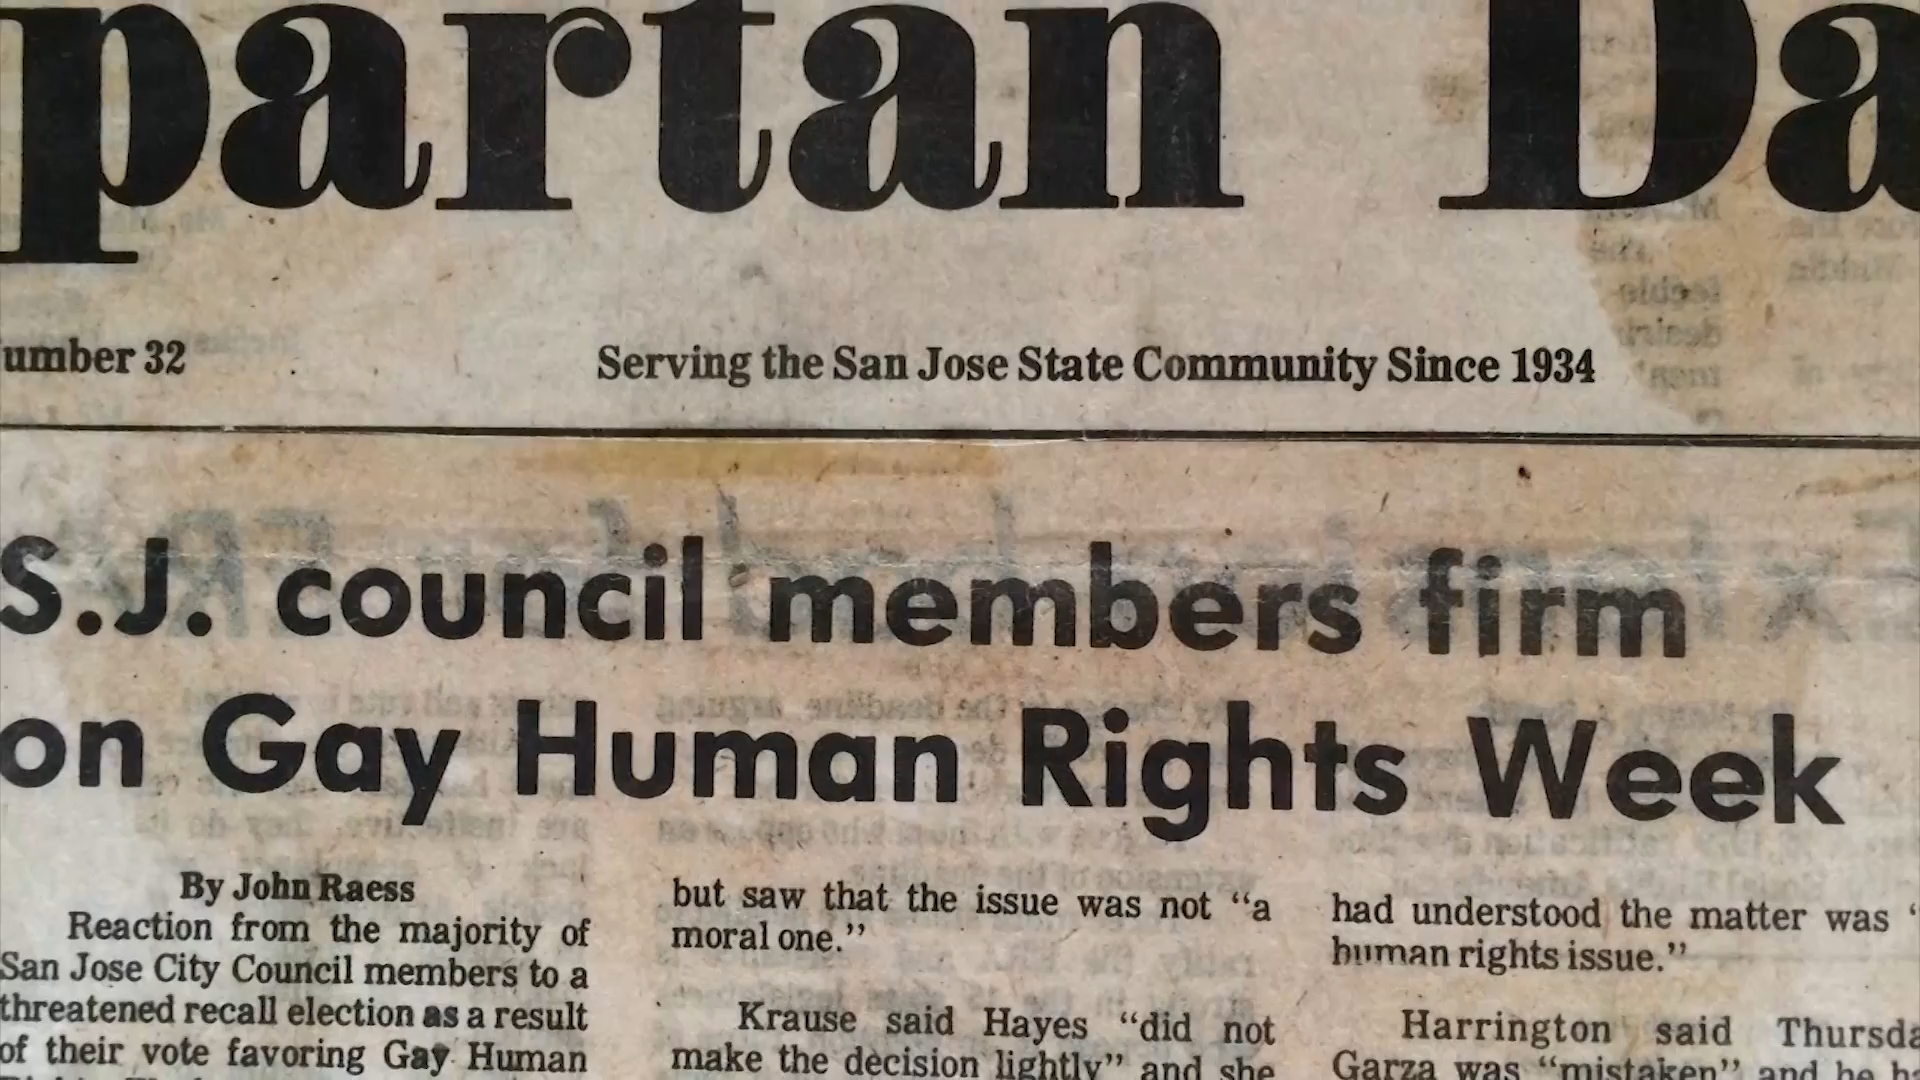 partan Da
umber 32
Serving the San Jose State Community Since 1934
S.J. council members firm
on Gay Human Rights Week
By John Raess
Reaction from the majority of
San Jose City Council members to a
threatened recall election as a result
of their vote favoring Gay Human
but saw that the issue was not “a
moral one.”
Krause said Hayes “did not
make the decision lightly” and she
had understood the matter was “
human rights issue.”
Harrington said Thursda
Garza was “mistaken” and he ha